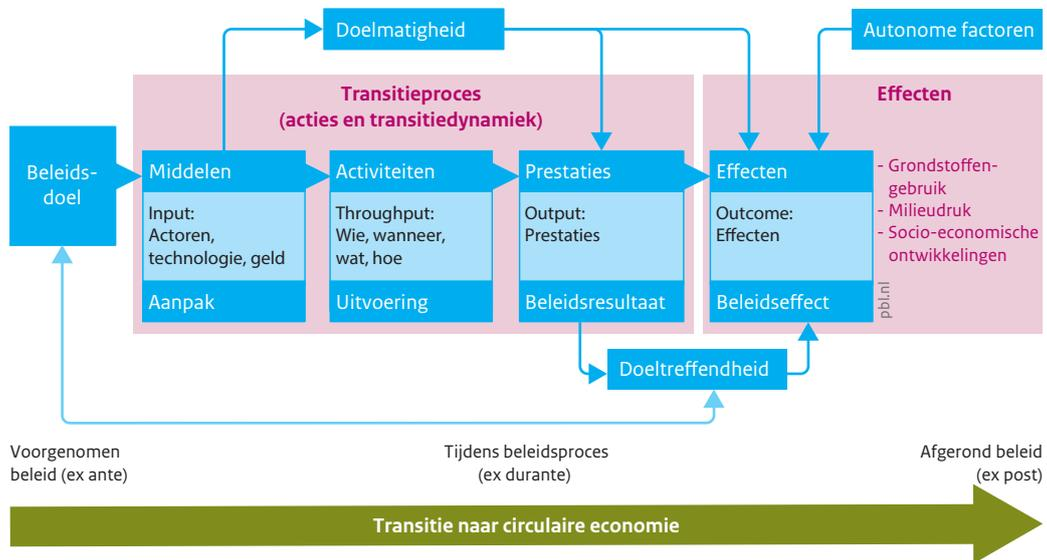 Doelmatigheid
Autonome factoren
Transitieproces
(acties en transitiedynamiek)
Effecten
Beleids-
doel
Middelen
Input:
Actoren,
technologie, geld
Aanpak
Activiteiten
Throughput:
Wie, wanneer,
wat, hoe
Uitvoering
Prestaties
Output:
Prestaties
Beleidsresultaat
Effecten
Outcome:
Effecten
Beleidseffect
- Grondstoffen-
gebruik
- Milieudruk
- Socio-economische
ontwikkelingen
pbl.nl
Doeltreffendheid
Voorgenomen
beleid (ex ante)
Tijdens beleidsproces
(ex durante)
Afgerond beleid
(ex post)
Transitie naar circulaire economie